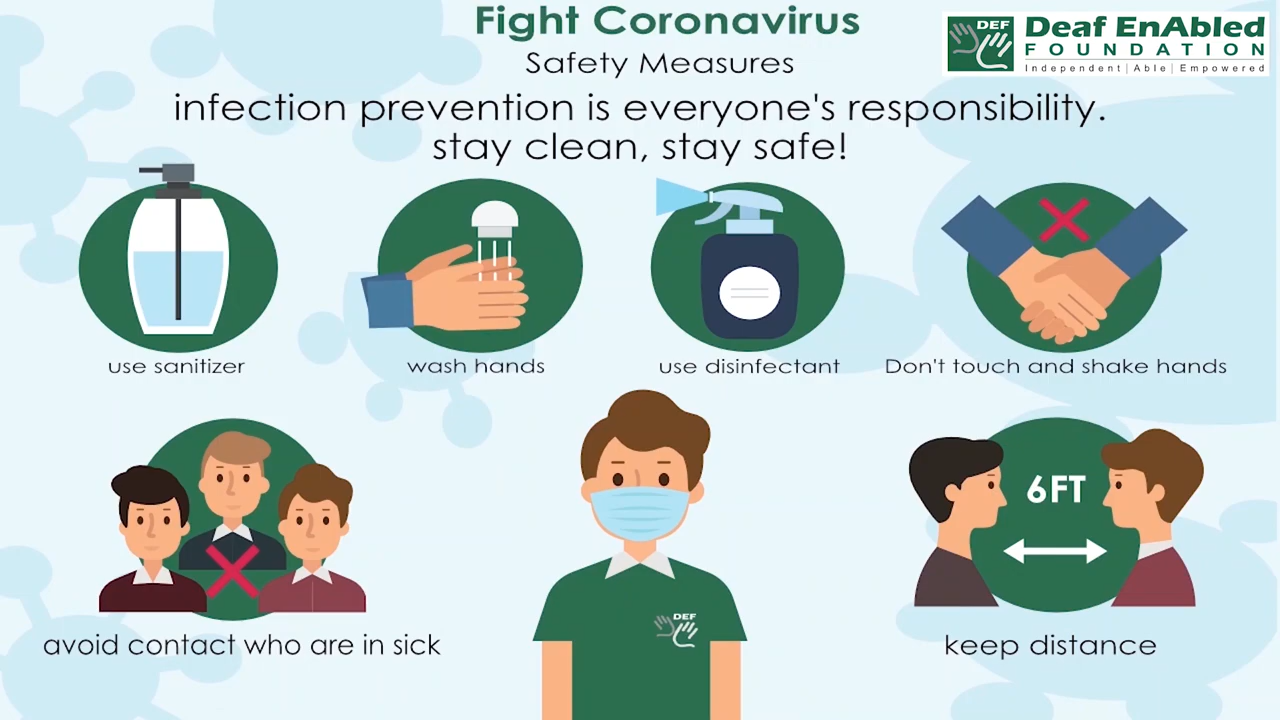 Fight Coronavirus
Safety Measures
DEF
Deaf EnAbled
FOUNDATION
Independent | Able | Empowered
infection prevention is everyone's responsibility.
stay clean, stay safe!
use sanitizer
wash hands
use disinfectant
Don't touch and shake hands
6FT
DEF
avoid contact who are in sick
keep distance